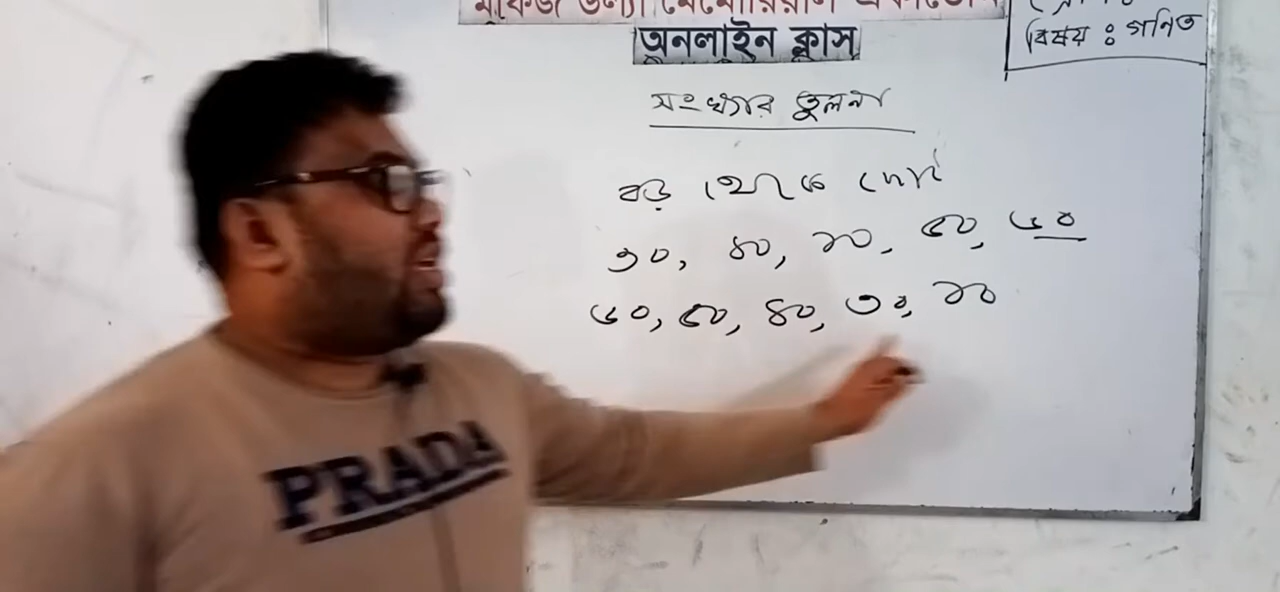 মেমোরিয়াল
অনলাইন ক্লাস
বিষয় : গনিত
সংখ্যার তুলনা
বড় থেকে ছোট
৩০, ৪০, ২০, ৫০, ৬০
৬০, ৫০, ৪০, ৩০, ২০
PRADA